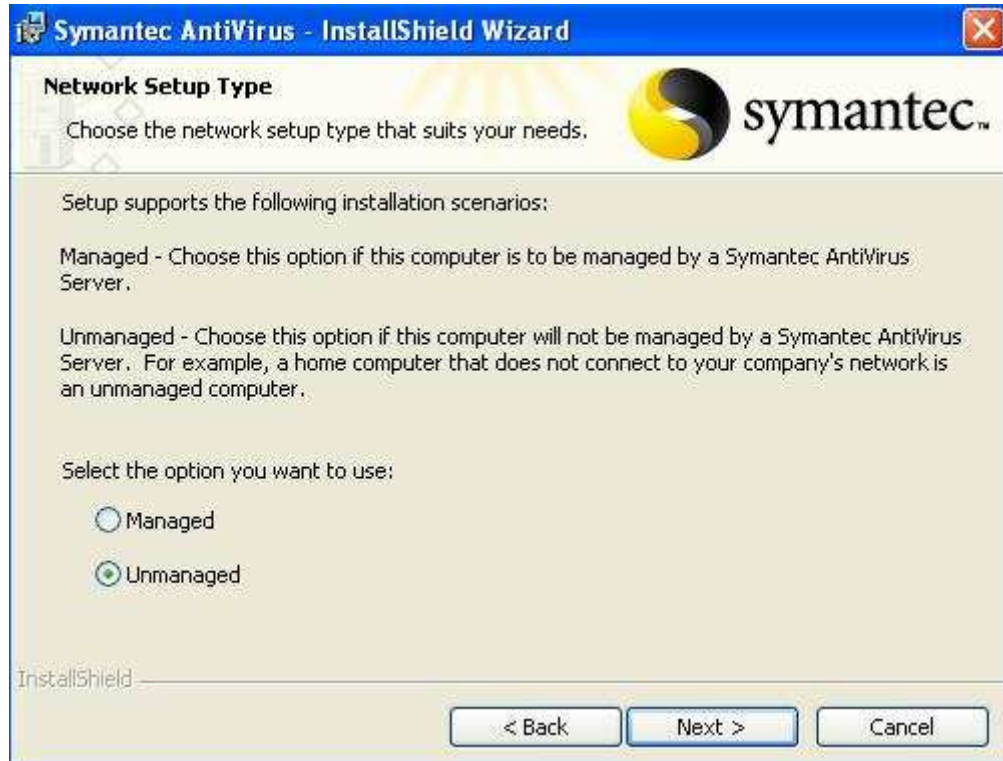 Symantec AntiVirus - InstallShield Wizard
Network Setup Type
Choose the network setup type that suits your needs.
symantec™
Setup supports the following installation scenarios:
Managed - Choose this option if this computer is to be managed by a Symantec AntiVirus
Server.
Unmanaged - Choose this option if this computer will not be managed by a Symantec AntiVirus
Server.  For example, a home computer that does not connect to your company's network is
an unmanaged computer.
Select the option you want to use:
Managed
Unmanaged
InstallShield
< Back
Next >
Cancel